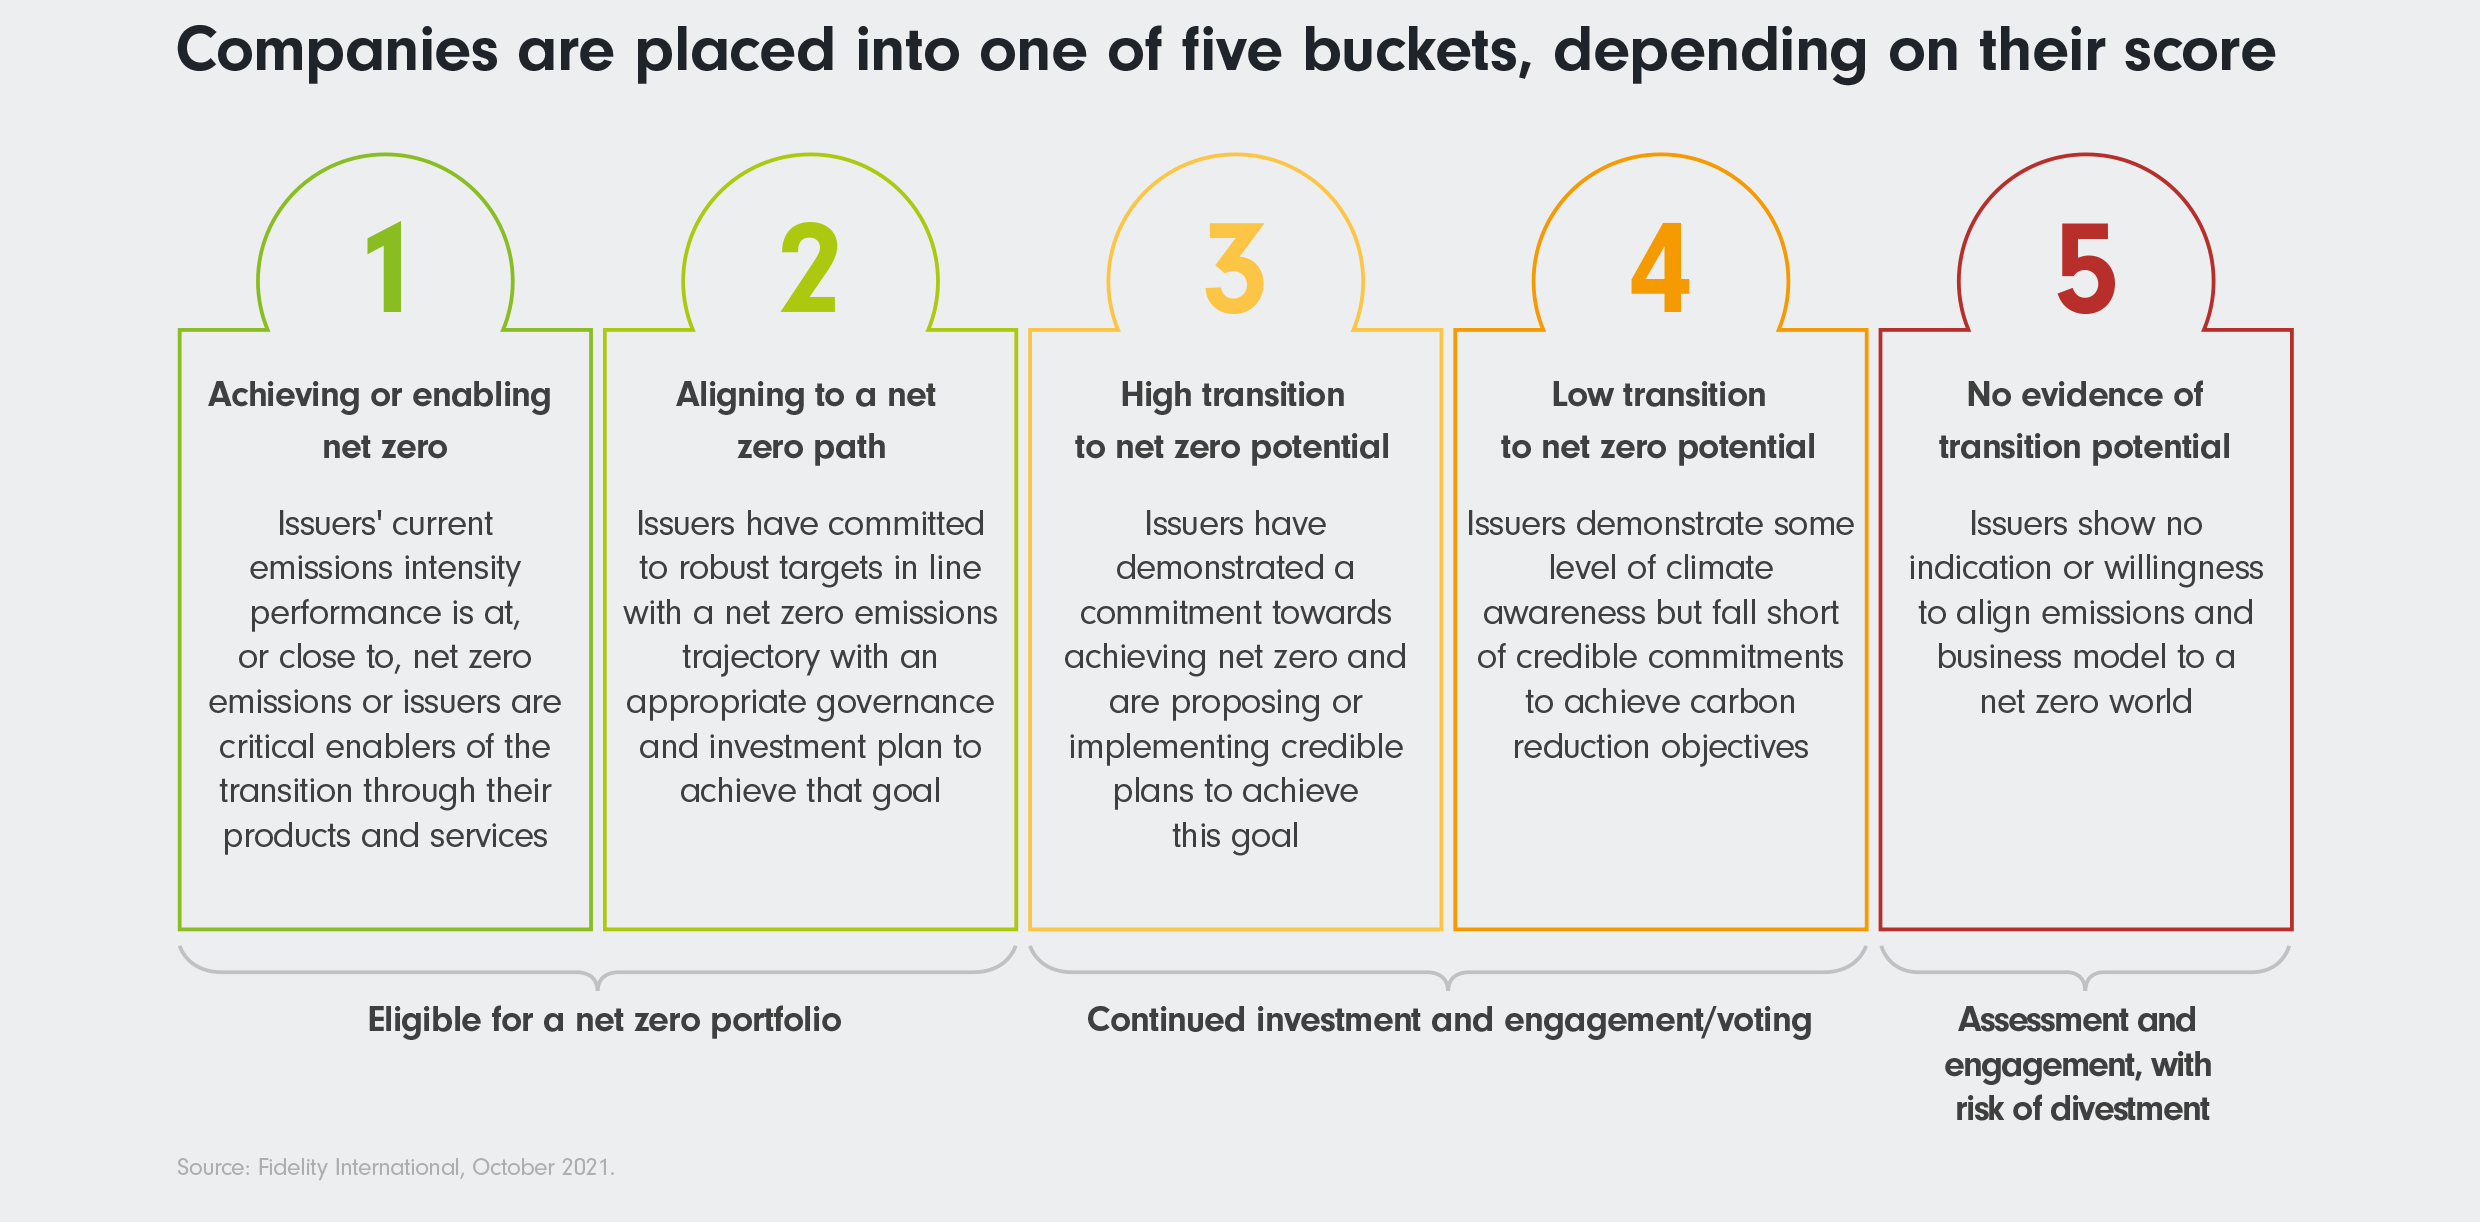 Companies are placed into one of five buckets, depending on their score
1
Achieving or enabling
net zero
Issuers' current
emissions intensity
performance is at,
or close to, net zero
emissions or issuers are
critical enablers of the
transition through their
products and services
2
Aligning to a net
zero path
Issuers have committed
to robust targets in line
with a net zero emissions
trajectory with an
appropriate governance
and investment plan to
achieve that goal
3
High transition
to net zero potential
Issuers have
demonstrated a
commitment towards
achieving net zero and
are proposing or
implementing credible
plans to achieve
this goal
4
Low transition
to net zero potential
Issuers demonstrate some
level of climate
awareness but fall short
of credible commitments
to achieve carbon
reduction objectives
5
No evidence of
transition potential
Issuers show no
indication or willingness
to align emissions and
business model to a
net zero world
Eligible for a net zero portfolio
Continued investment and engagement/voting
Assessment and
engagement, with
risk of divestment
Source: Fidelity International, October 2021.